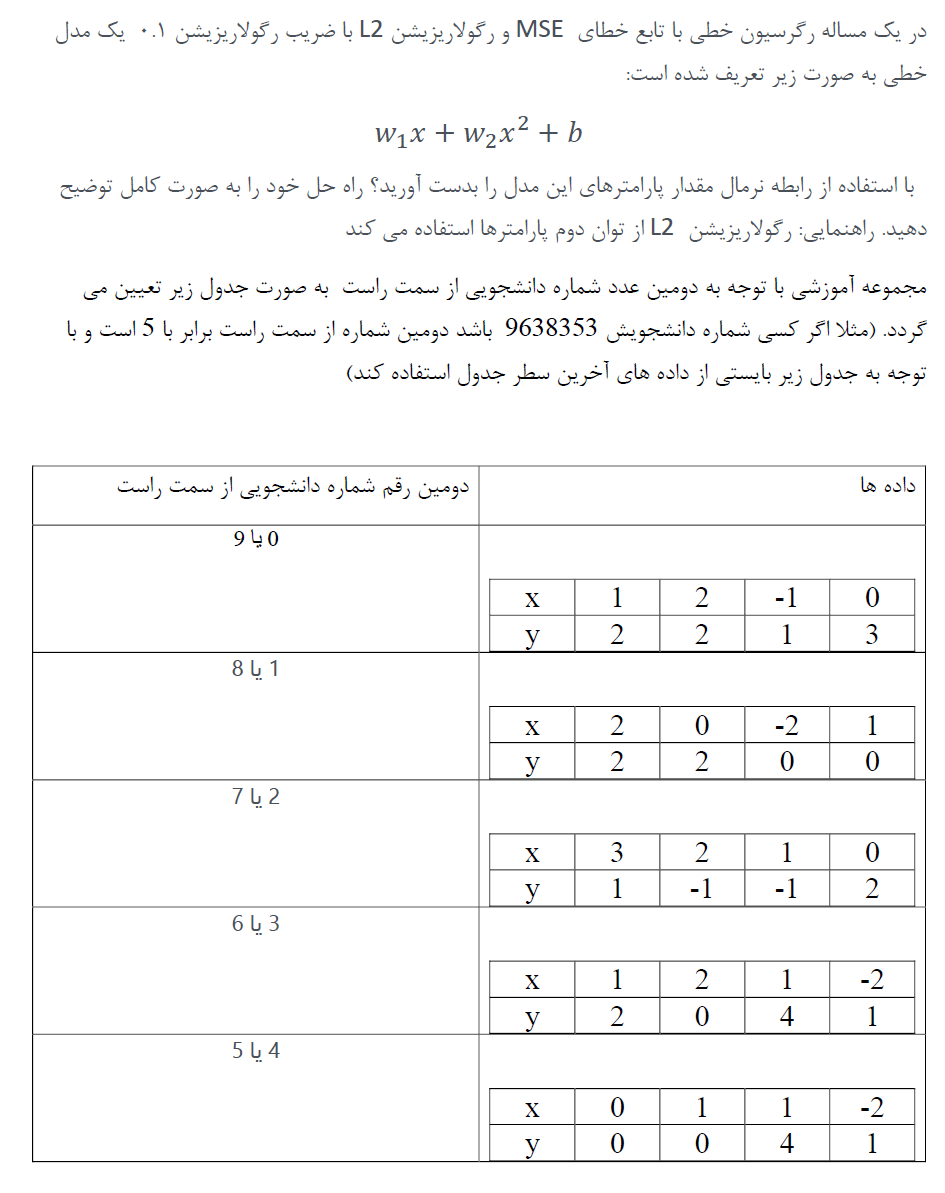 در یک مساله رگرسیون خطی با تابع خطای MSE و رگولاریزیشن L2 با ضریب رگولاریزیشن ۰.۱ یک مدل
خطی به صورت زیر تعریف شده است:
w₁x + w₂x² + b
با استفاده از رابطه نرمال مقدار پارامترهای این مدل را بدست آورید؟ راه حل خود را به صورت کامل توضیح
دهید. راهنمایی: رگولاریزیشن L2 از توان دوم پارامترها استفاده می کند
مجموعه آموزشی با توجه به دومین عدد شماره دانشجویی از سمت راست به صورت جدول زیر تعیین می
گردد. (مثلا اگر کسی شماره دانشجویش 9638353 باشد دومین شماره از سمت راست برابر با 5 است و با
توجه به جدول زیر بایستی از داده های آخرین سطر جدول استفاده کند)
داده ها دومین رقم شماره دانشجویی از سمت راست
0 یا 9
x 1 2 -1 0
y 2 2 1 3
1 یا 8
x 2 0 -2 1
y 2 2 0 0
2 یا 7
x 3 2 1 0
y 1 -1 -1 2
3 یا 6
x 1 2 1 -2
y 2 0 4 1
4 یا 5
x 0 1 1 -2
y 0 0 4 1